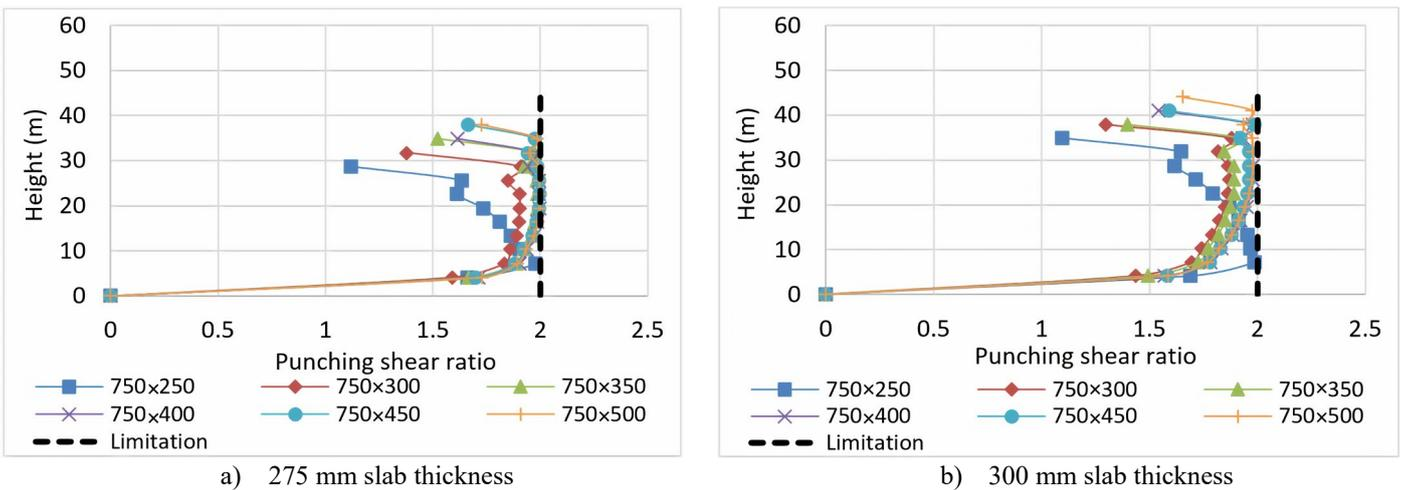 60
50
40
30
20
10
0
Height (m)
0 0.5 1 1.5 2 2.5
Punching shear ratio
750×250 750×300 750×350
750×400 750×450 750×500
Limitation
a) 275 mm slab thickness
60
50
40
30
20
10
0
Height (m)
0 0.5 1 1.5 2 2.5
Punching shear ratio
750×250 750×300 750×350
750×400 750×450 750×500
Limitation
b) 300 mm slab thickness